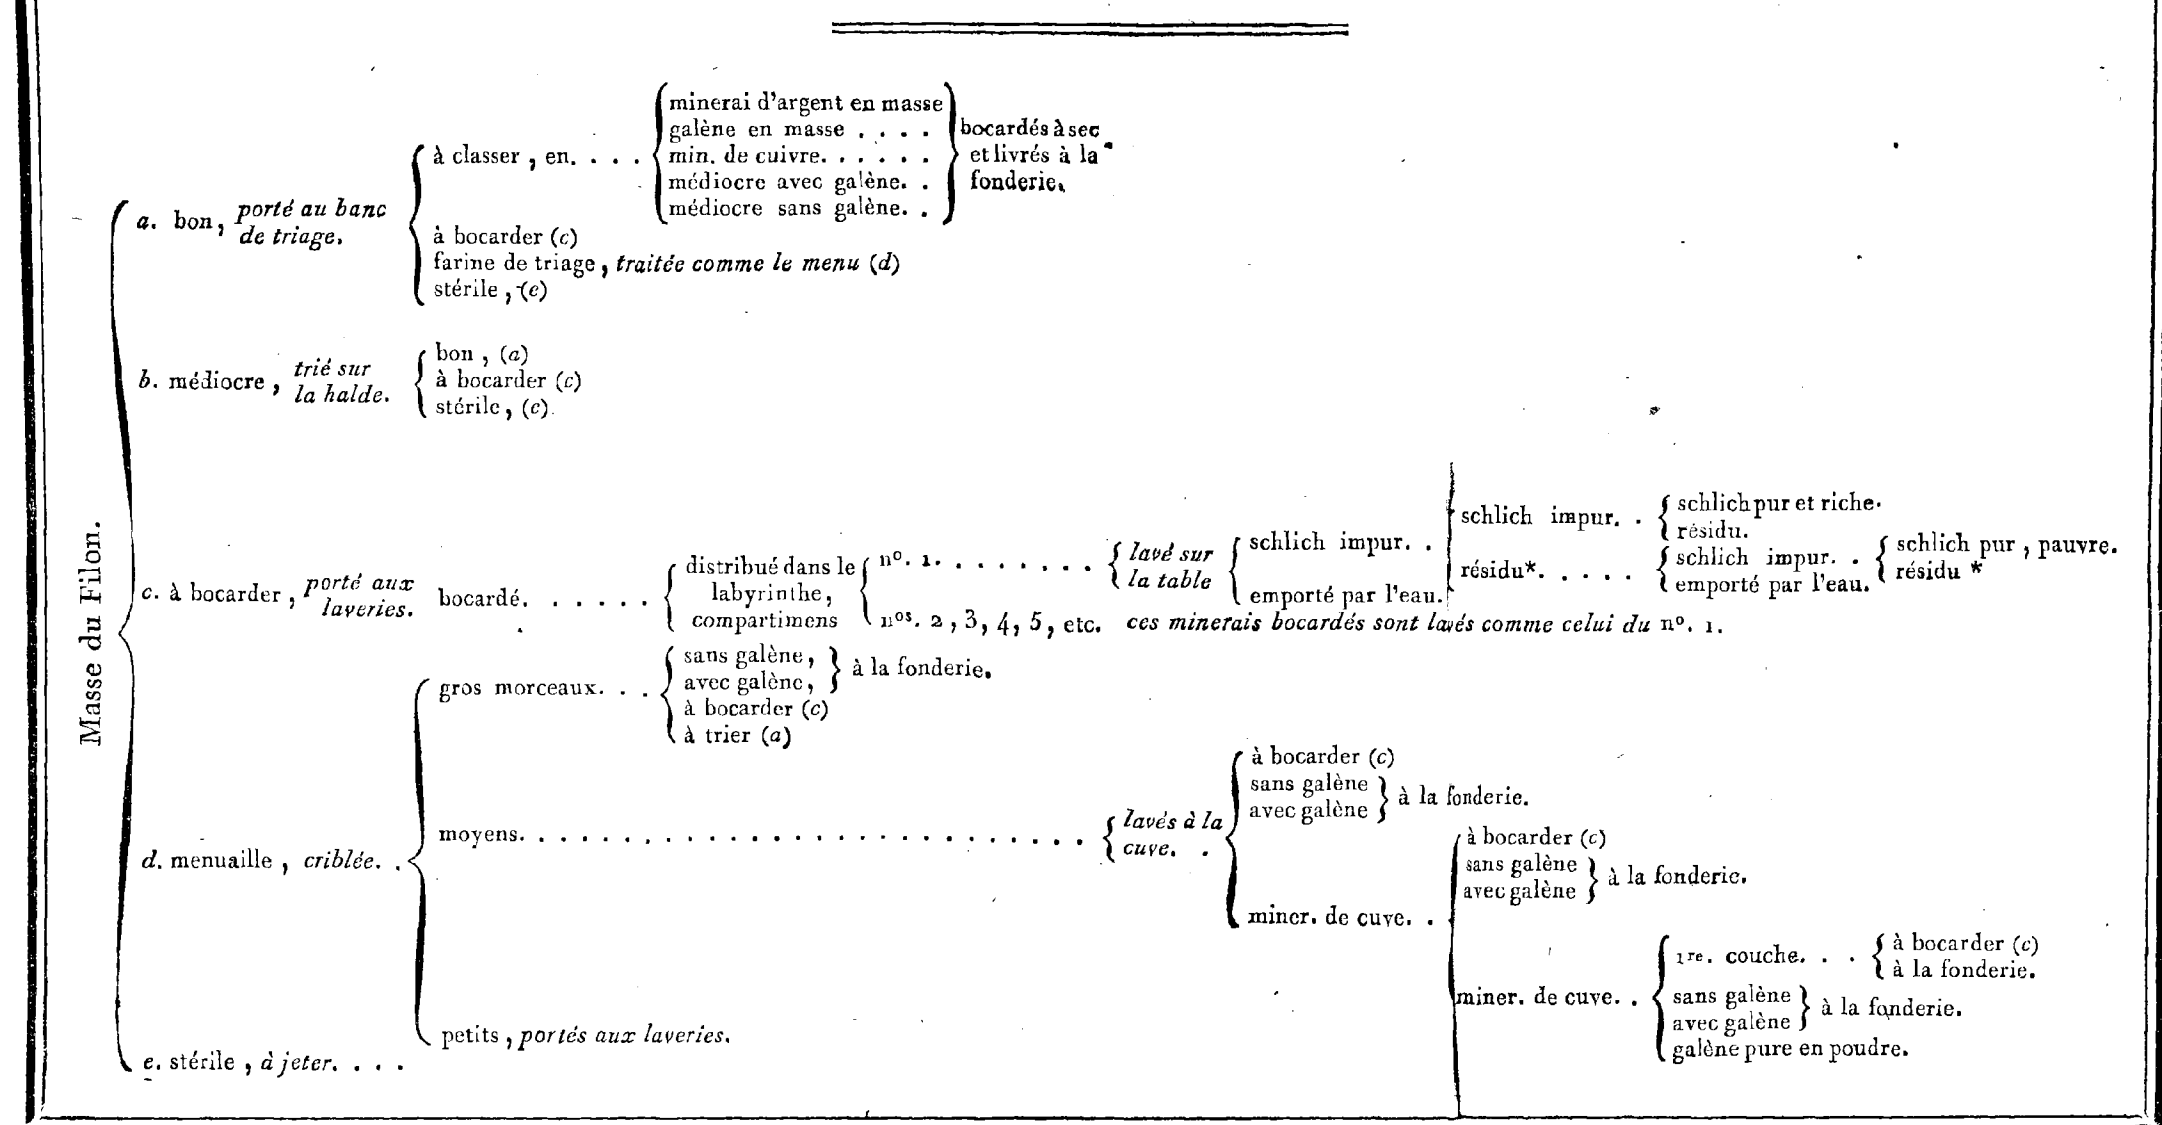 Masse du Filon.
a. bon, porté au banc
de triage.
à classer, en. . . .
minerai d'argent en masse
galène en masse . . . .
min. de cuivre. . . . . .
médiocre avec galène. .
médiocre sans galène. .
bocardés à sec
et livrés à la
fonderie.
à bocarder (c)
farine de triage, traitée comme le menu (d)
stérile, (e)
b. médiocre, trié sur
la halde.
bon, (a)
à bocarder (c)
stérile, (e).
c. à bocarder, porté aux
laveries.
bocardé. . . . . .
distribué dans le
labyrinthe,
compartimens
nº. 1. . . . . . . . .
lavé sur
la table
schlich impur. .
schlich impur. .
schlich pur et riche.
résidu.
résidu*. . . . .
schlich impur. .
schlich pur, pauvre.
résidu *
emporté par l'eau.
emporté par l'eau.
nos. 2, 3, 4, 5, etc. ces minerais bocardés sont lavés comme celui du nº. 1.
d. menuaille, criblée. .
gros morceaux. . .
sans galène,
avec galène,
à la fonderie.
à bocarder (c)
à trier (a)
moyens. . . . . . . . . . . . . . . . . . . . . . . . .
lavés à la
cuve. .
à bocarder (c)
sans galène
avec galène
à la fonderie.
miner. de cuve. .
à bocarder (c)
sans galène
avec galène
à la fonderie.
miner. de cuve. .
1re. couche. . .
à bocarder (c)
à la fonderie.
sans galène
avec galène
à la fonderie.
galène pure en poudre.
petits, portés aux laveries.
e. stérile, à jeter. . . .